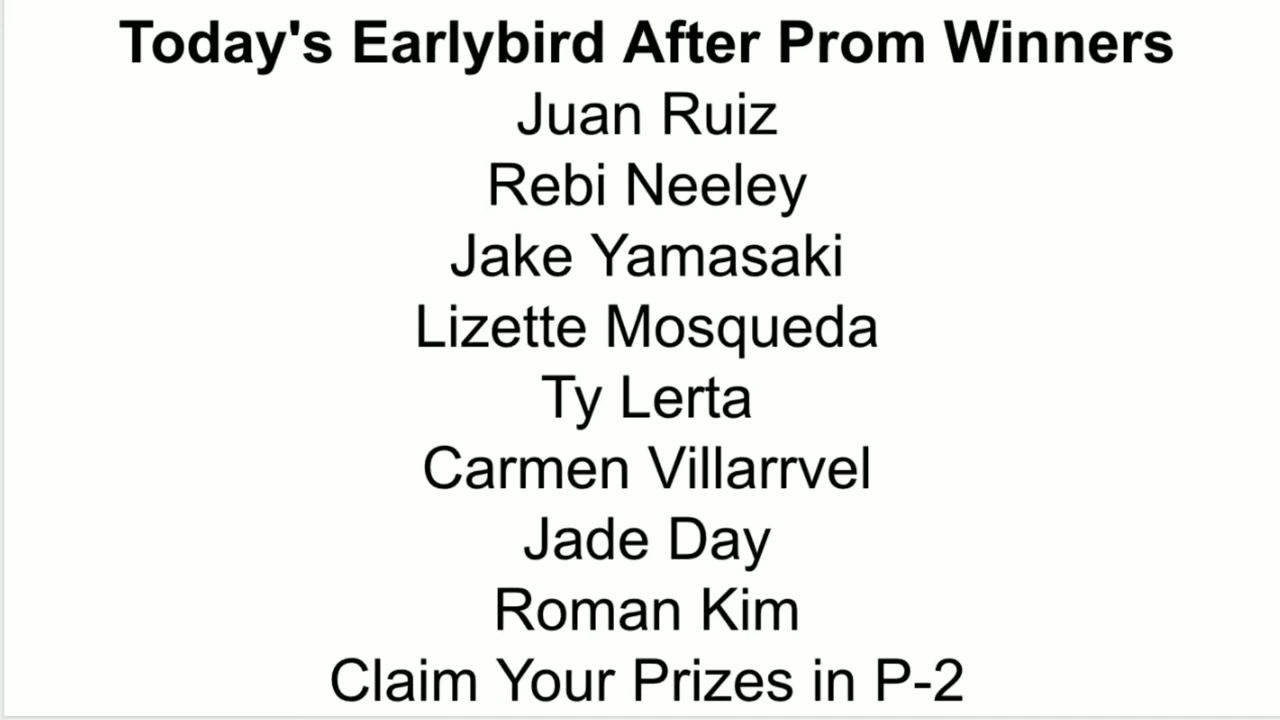 Today's Earlybird After Prom Winners
Juan Ruiz
Rebi Neeley
Jake Yamasaki
Lizette Mosqueda
Ty Lerta
Carmen Villarrvel
Jade Day
Roman Kim
Claim Your Prizes in P-2